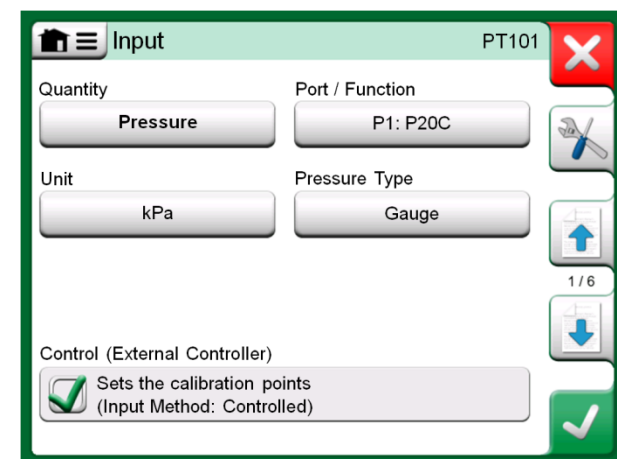 Input
PT101
Quantity
Port / Function
Pressure
P1: P20C
Unit
Pressure Type
kPa
Gauge
1 / 6
Control (External Controller)
Sets the calibration points
(Input Method: Controlled)